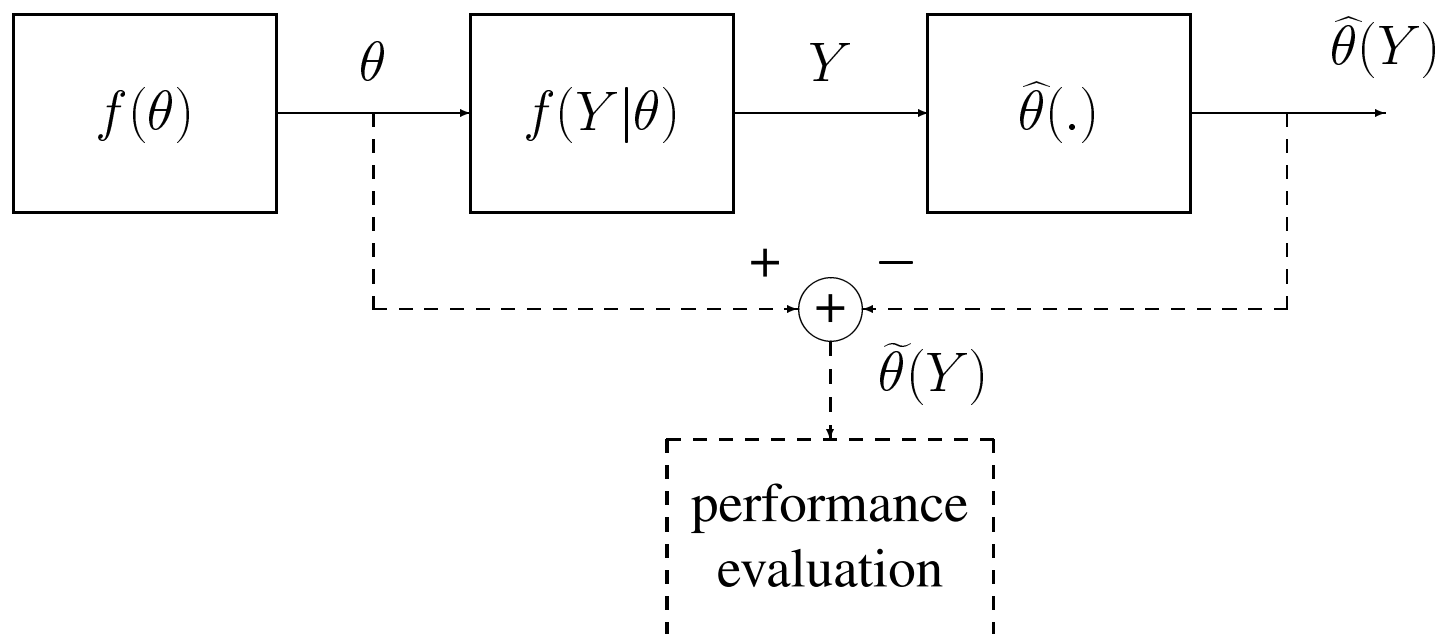 θ
Y
θ̂(Y)
f(θ)
f(Y|θ)
θ̂(.)
+
−
+
θ̃(Y)
performance
evaluation